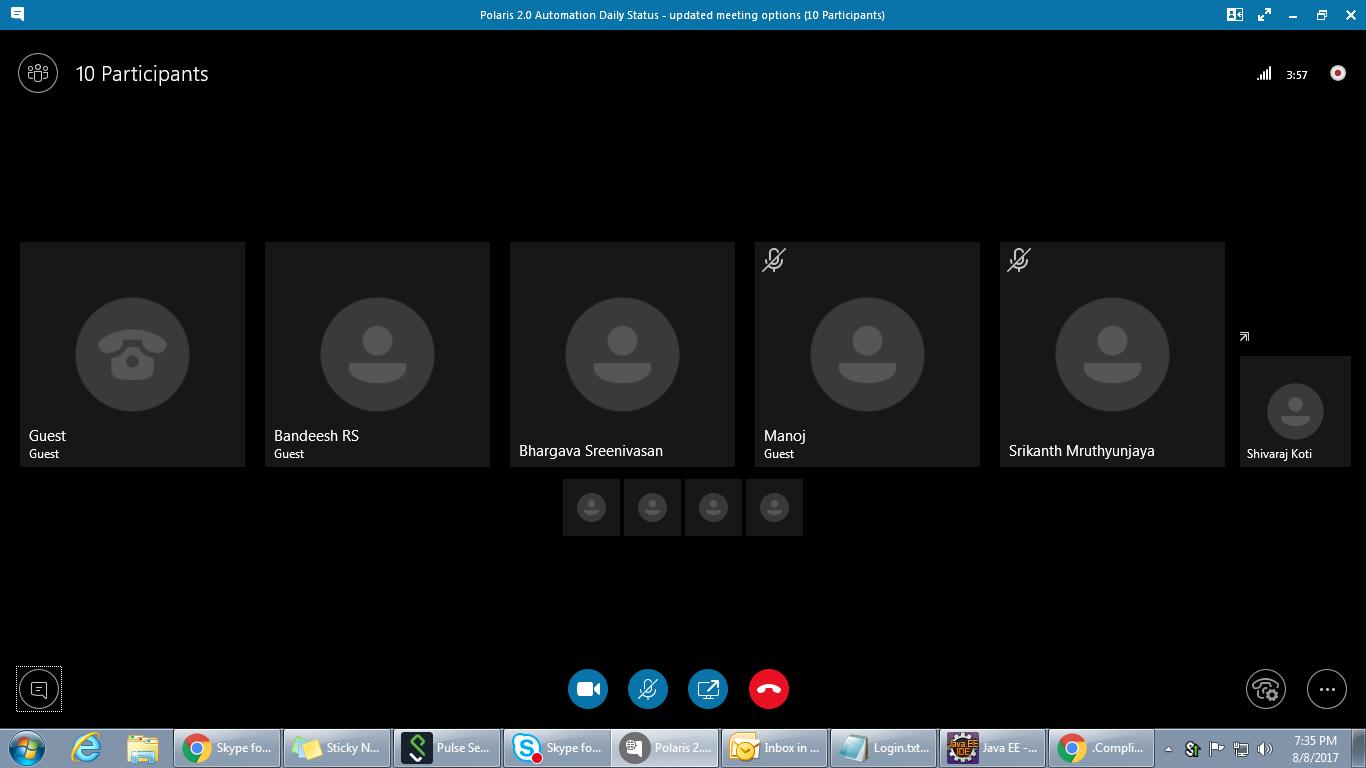 Polaris 2.0 Automation Daily Status - updated meeting options (10 Participants)
10 Participants
3:57
Guest
Guest
Bandeesh RS
Guest
Bhargava Sreenivasan
Manoj
Guest
Srikanth Mruthyunjaya
Shivaraj Koti
Skype fo...
Sticky N...
Pulse Se...
Skype fo...
Polaris 2....
Inbox in ...
Login.txt...
Java EE IDE
Java EE -...
.Compli...
7:35 PM
8/8/2017